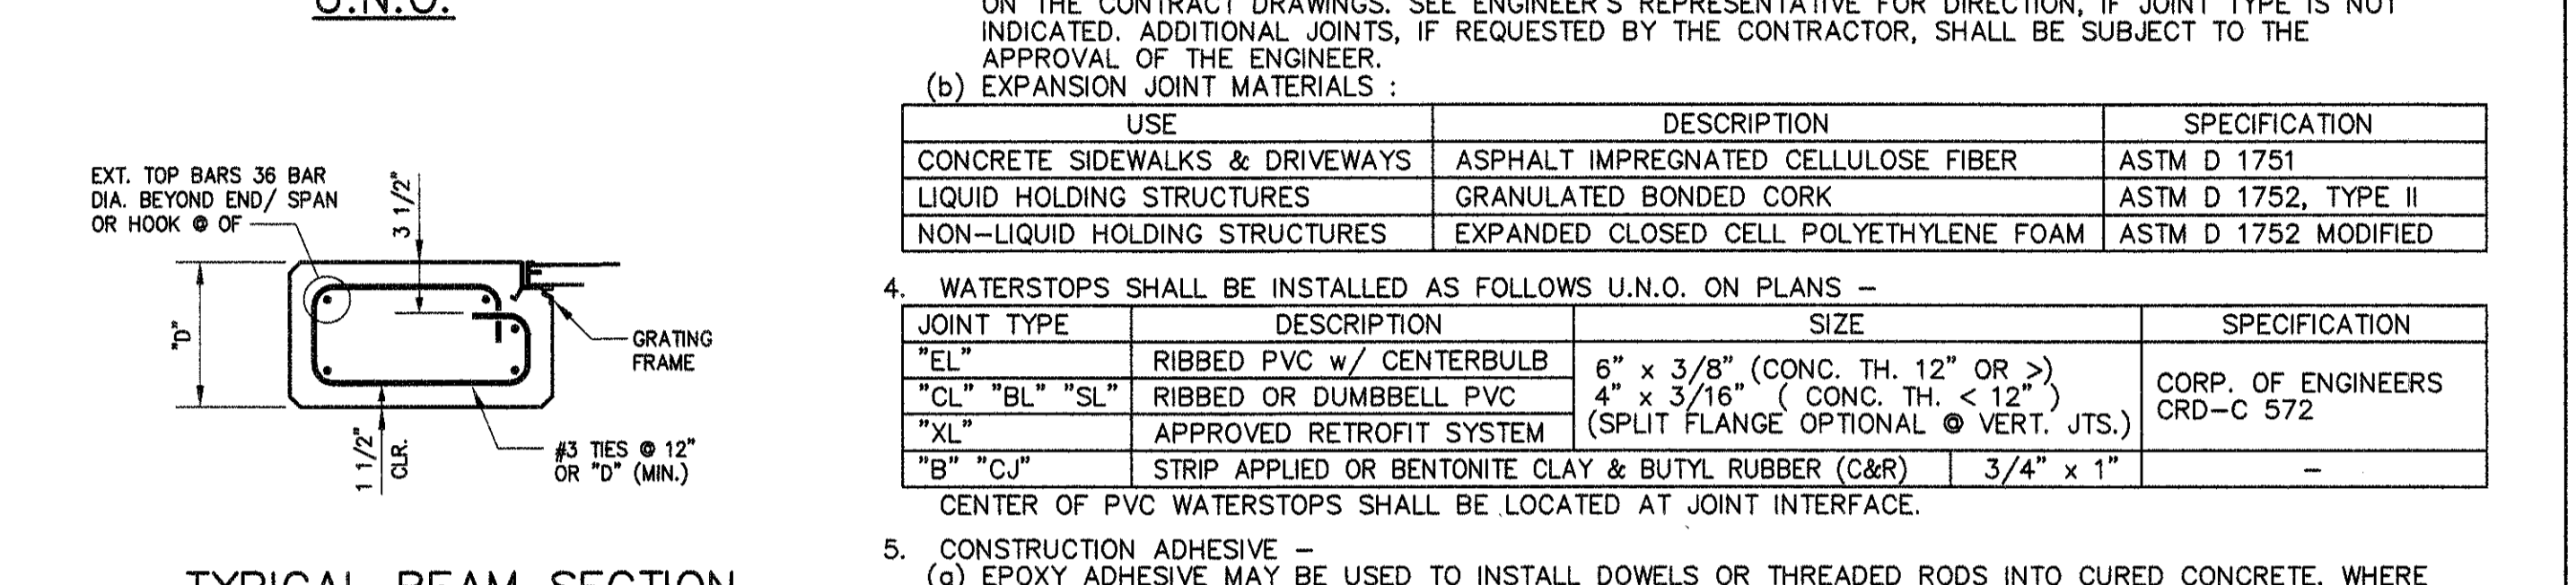 U.N.O.
EXT. TOP BARS 36 BAR
DIA. BEYOND END/ SPAN
OR HOOK @ OF
3 1/2"
"D"
GRATING
FRAME
1 1/2"
CLR.
#3 TIES @ 12"
OR "D" (MIN.)
TYPICAL BEAM SECTION
ON THE CONTRACT DRAWINGS. SEE ENGINEER'S REPRESENTATIVE FOR DIRECTION, IF JOINT TYPE IS NOT
INDICATED. ADDITIONAL JOINTS, IF REQUESTED BY THE CONTRACTOR, SHALL BE SUBJECT TO THE
APPROVAL OF THE ENGINEER.
(b) EXPANSION JOINT MATERIALS :
USE DESCRIPTION SPECIFICATION
CONCRETE SIDEWALKS & DRIVEWAYS ASPHALT IMPREGNATED CELLULOSE FIBER ASTM D 1751
LIQUID HOLDING STRUCTURES GRANULATED BONDED CORK ASTM D 1752, TYPE II
NON-LIQUID HOLDING STRUCTURES EXPANDED CLOSED CELL POLYETHYLENE FOAM ASTM D 1752 MODIFIED
4. WATERSTOPS SHALL BE INSTALLED AS FOLLOWS U.N.O. ON PLANS –
JOINT TYPE DESCRIPTION SIZE SPECIFICATION
"EL" RIBBED PVC w/ CENTERBULB
"CL" "BL" "SL" RIBBED OR DUMBBELL PVC
"XL" APPROVED RETROFIT SYSTEM
6" x 3/8" (CONC. TH. 12" OR >)
4" x 3/16" ( CONC. TH. < 12" )
(SPLIT FLANGE OPTIONAL @ VERT. JTS.)
CORP. OF ENGINEERS
CRD-C 572
"B" "CJ" STRIP APPLIED OR BENTONITE CLAY & BUTYL RUBBER (C&R) 3/4" x 1" –
CENTER OF PVC WATERSTOPS SHALL BE LOCATED AT JOINT INTERFACE.
5. CONSTRUCTION ADHESIVE –
(a) EPOXY ADHESIVE MAY BE USED TO INSTALL DOWELS OR THREADED RODS INTO CURED CONCRETE, WHERE